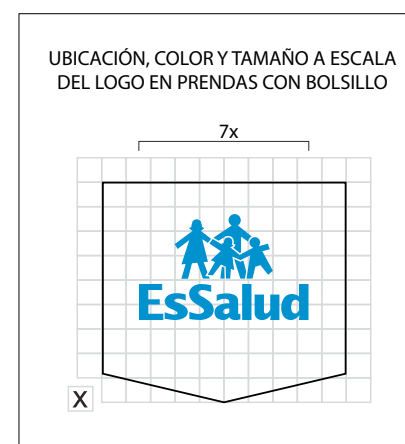 UBICACIÓN, COLOR Y TAMAÑO A ESCALA
DEL LOGO EN PRENDAS CON BOLSILLO
7x
EsSalud
X